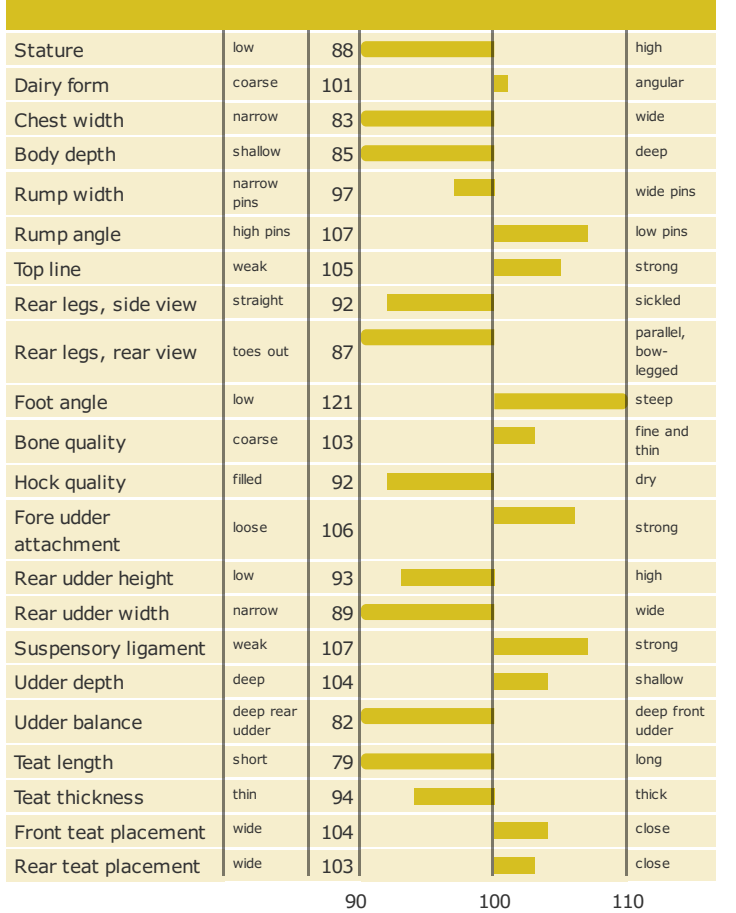 Stature low 88 high
Dairy form coarse 101 angular
Chest width narrow 83 wide
Body depth shallow 85 deep
Rump width narrow pins 97 wide pins
Rump angle high pins 107 low pins
Top line weak 105 strong
Rear legs, side view straight 92 sickled
Rear legs, rear view toes out 87 parallel, bow-legged
Foot angle low 121 steep
Bone quality coarse 103 fine and thin
Hock quality filled 92 dry
Fore udder attachment loose 106 strong
Rear udder height low 93 high
Rear udder width narrow 89 wide
Suspensory ligament weak 107 strong
Udder depth deep 104 shallow
Udder balance deep rear udder 82 deep front udder
Teat length short 79 long
Teat thickness thin 94 thick
Front teat placement wide 104 close
Rear teat placement wide 103 close
90 100 110